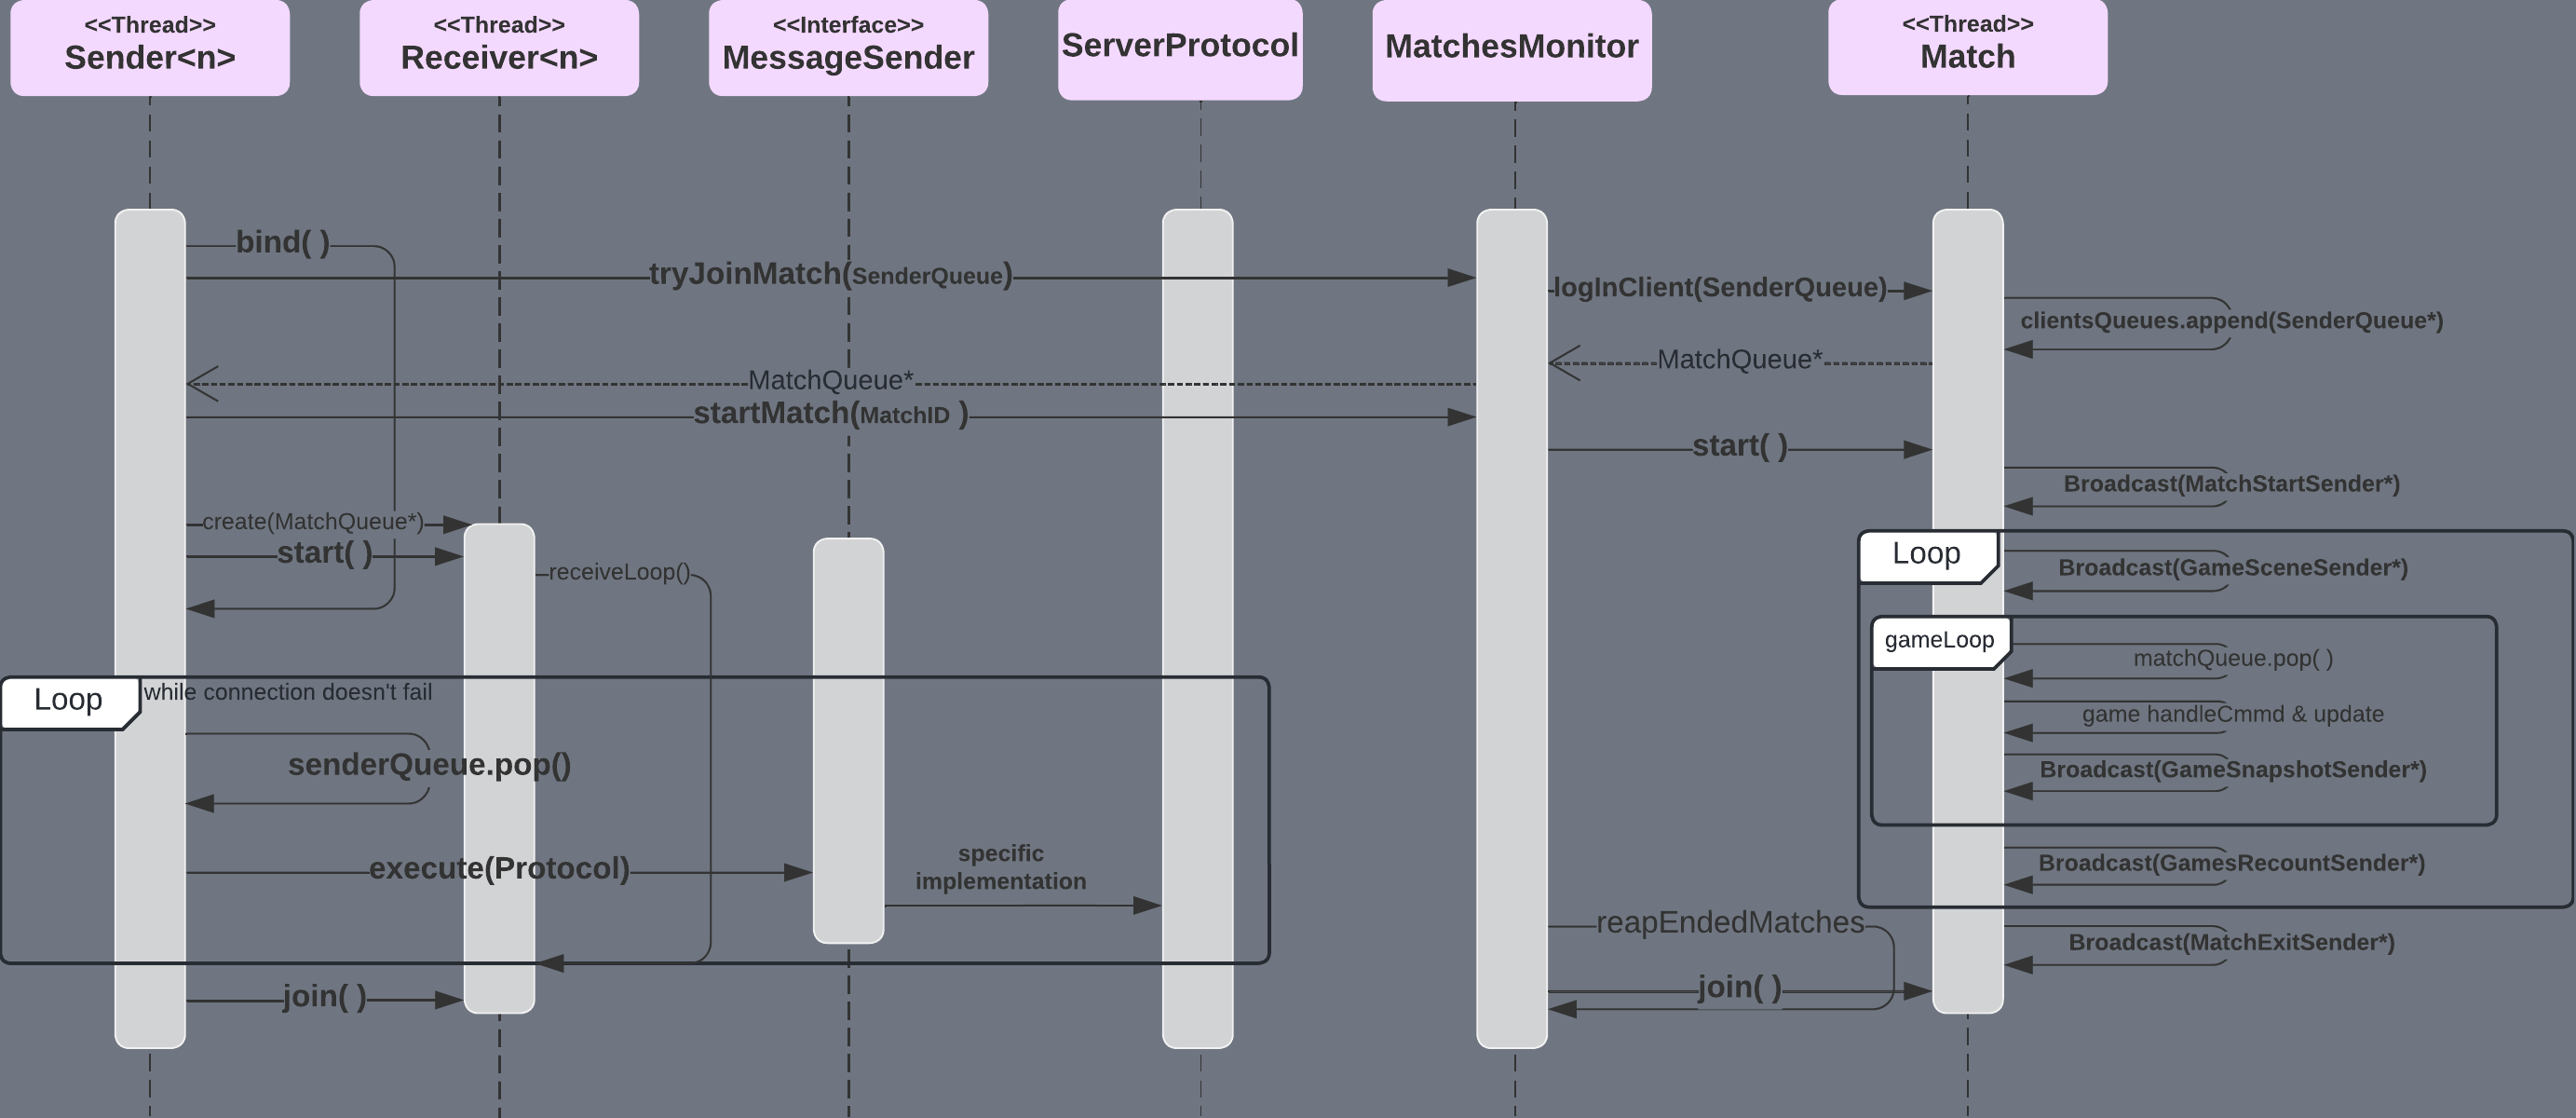 <<Thread>>
Sender<n>
<<Thread>>
Receiver<n>
<<Interface>>
MessageSender
ServerProtocol
MatchesMonitor
<<Thread>>
Match
bind( )
tryJoinMatch(SenderQueue)
logInClient(SenderQueue)
clientsQueues.append(SenderQueue*)
MatchQueue*
MatchQueue*
startMatch(MatchID )
start( )
Broadcast(MatchStartSender*)
create(MatchQueue*)
start( )
receiveLoop()
Loop
Broadcast(GameSceneSender*)
gameLoop
matchQueue.pop( )
game handleCmmd & update
Broadcast(GameSnapshotSender*)
Loop
while connection doesn't fail
senderQueue.pop()
execute(Protocol)
specific
implementation
Broadcast(GamesRecountSender*)
reapEndedMatches
Broadcast(MatchExitSender*)
join( )
join( )